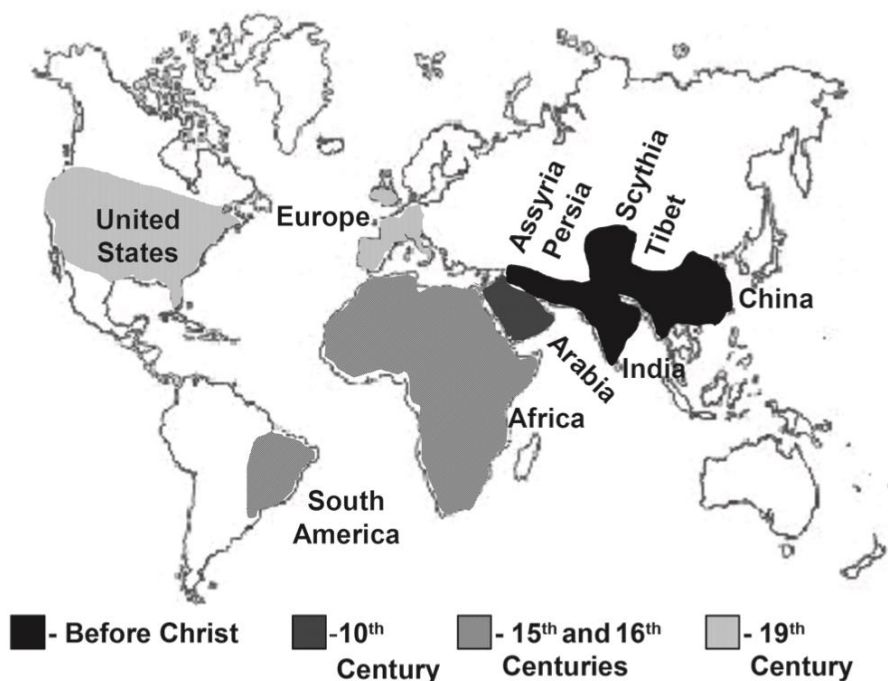 United
States
Europe
Assyria
Persia
Scythia
Tibet
China
Arabia
India
Africa
South
America
- Before Christ
-10th
Century
- 15th and 16th
Centuries
- 19th
Century